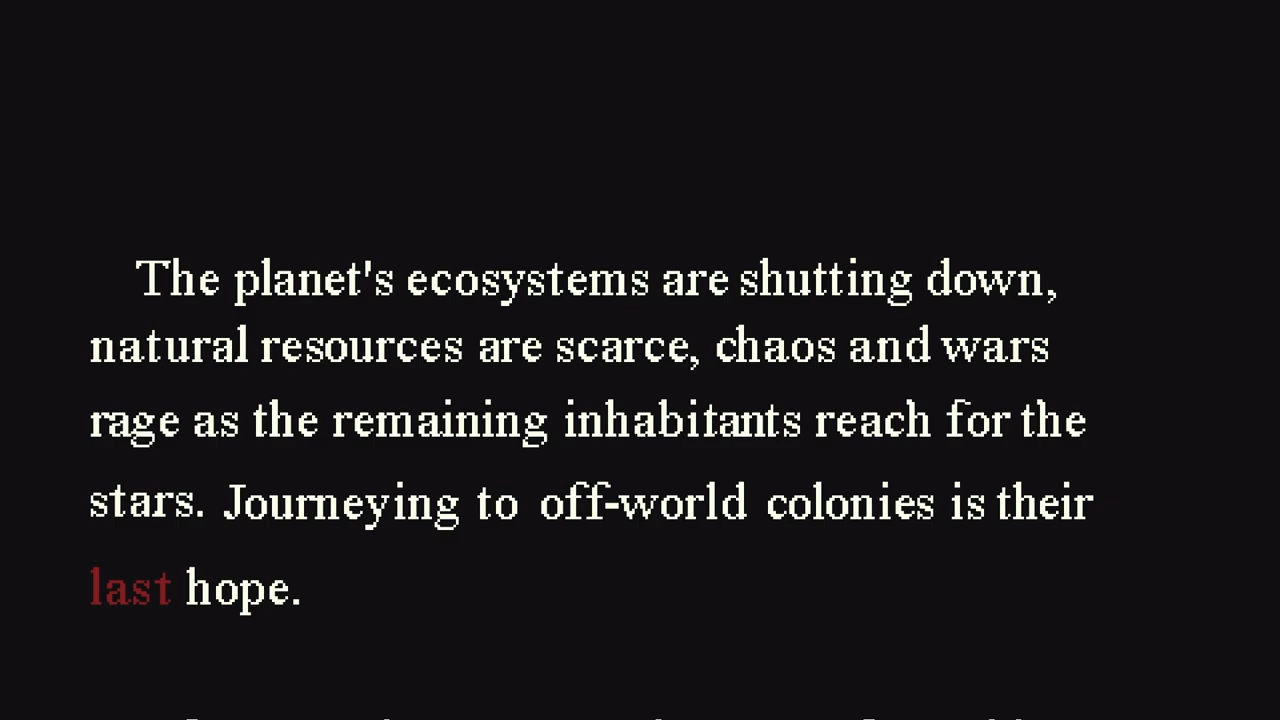 The planet's ecosystems are shutting down,
natural resources are scarce, chaos and wars
rage as the remaining inhabitants reach for the
stars. Journeying to off-world colonies is their
last hope.